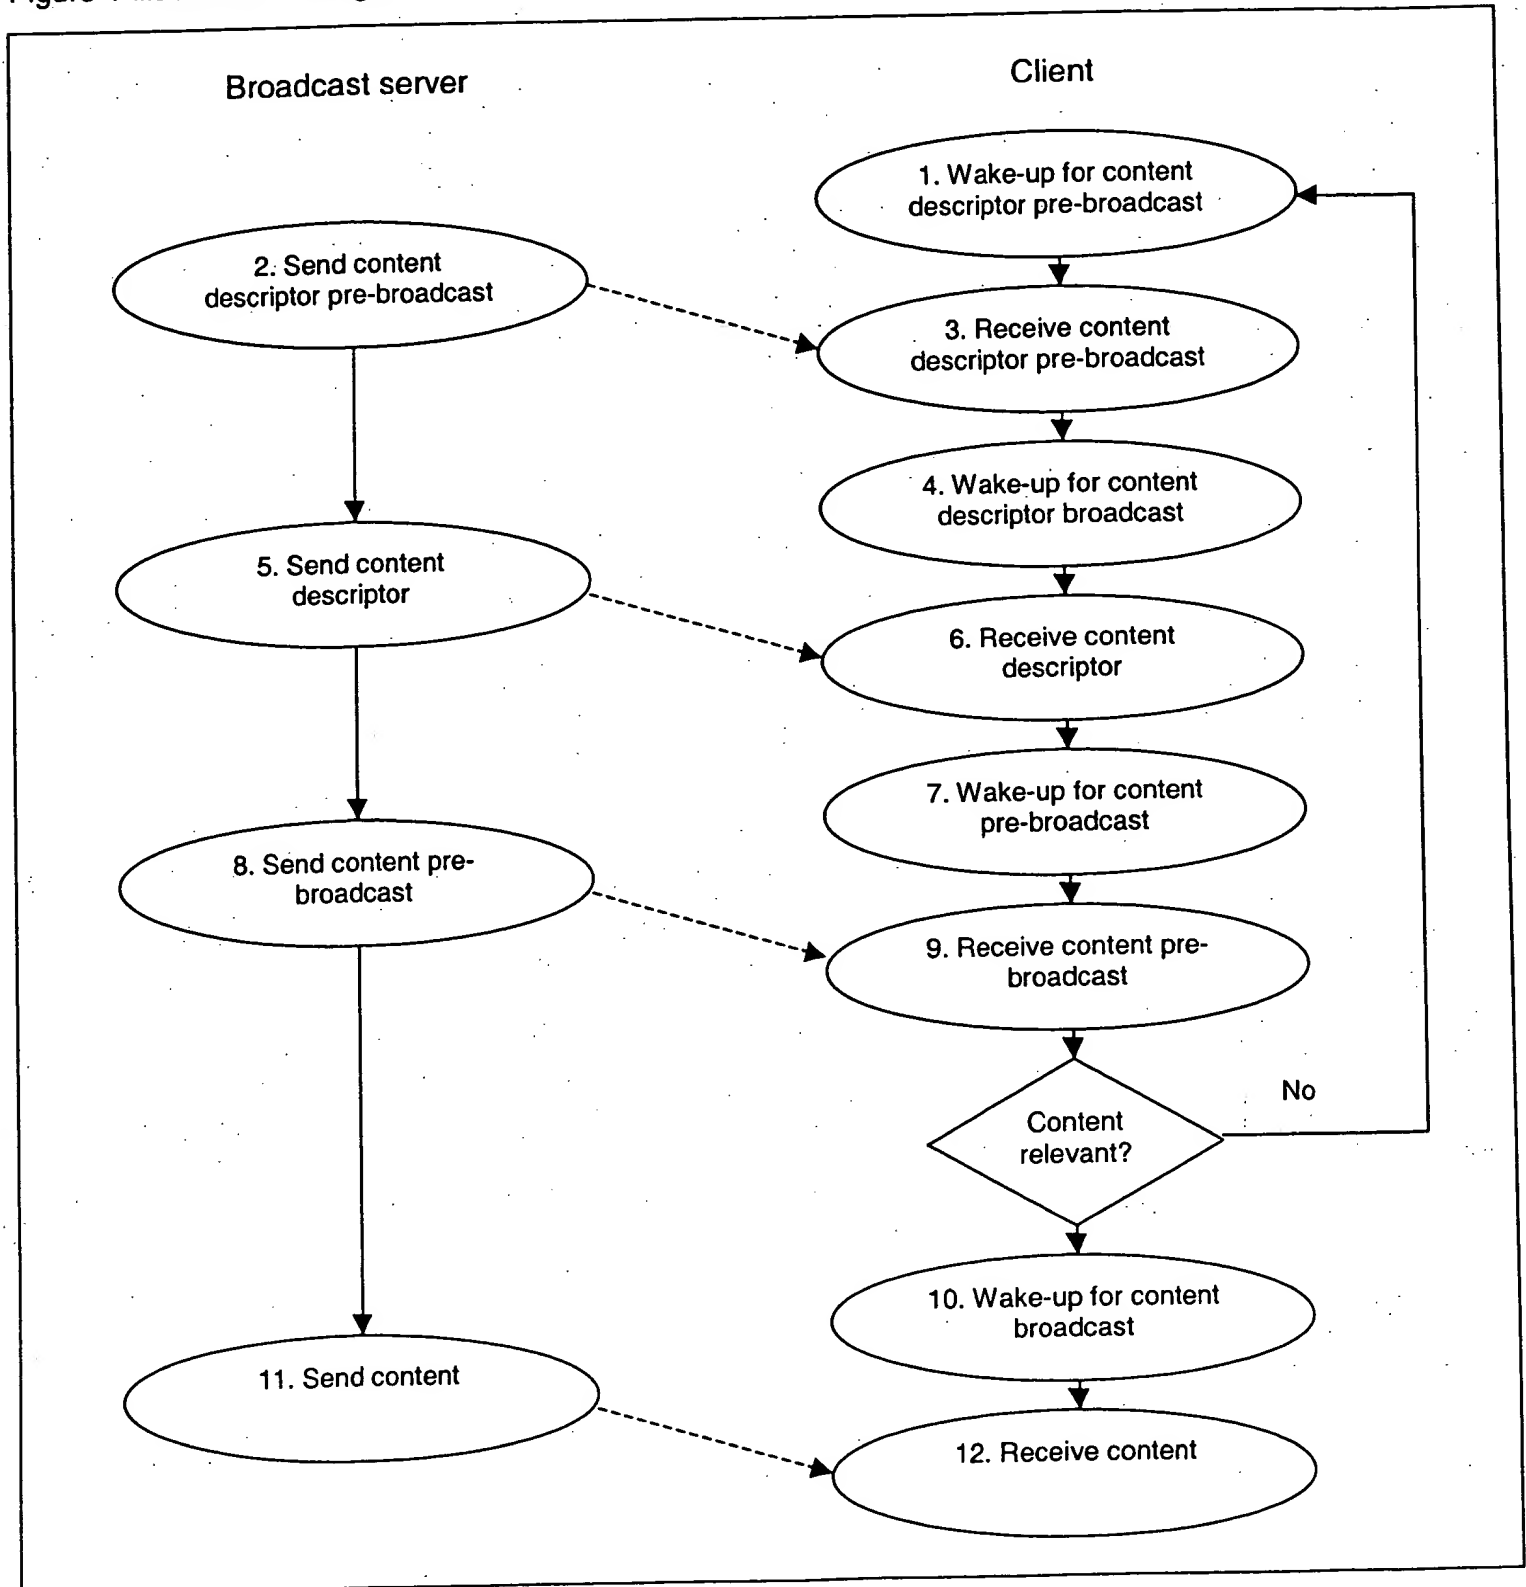 Figure
Broadcast server
Client
1. Wake-up for content
descriptor pre-broadcast
2. Send content
descriptor pre-broadcast
3. Receive content
descriptor pre-broadcast
4. Wake-up for content
descriptor broadcast
5. Send content
descriptor
6. Receive content
descriptor
7. Wake-up for content
pre-broadcast
8. Send content pre-
broadcast
9. Receive content pre-
broadcast
No
Content
relevant?
10. Wake-up for content
broadcast
11. Send content
12. Receive content